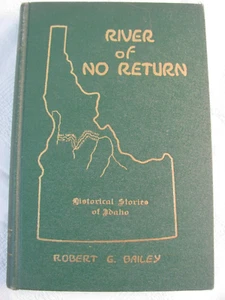 RIVER
of
NO RETURN
Historical Stories
of Idaho
ROBERT G. BAILEY